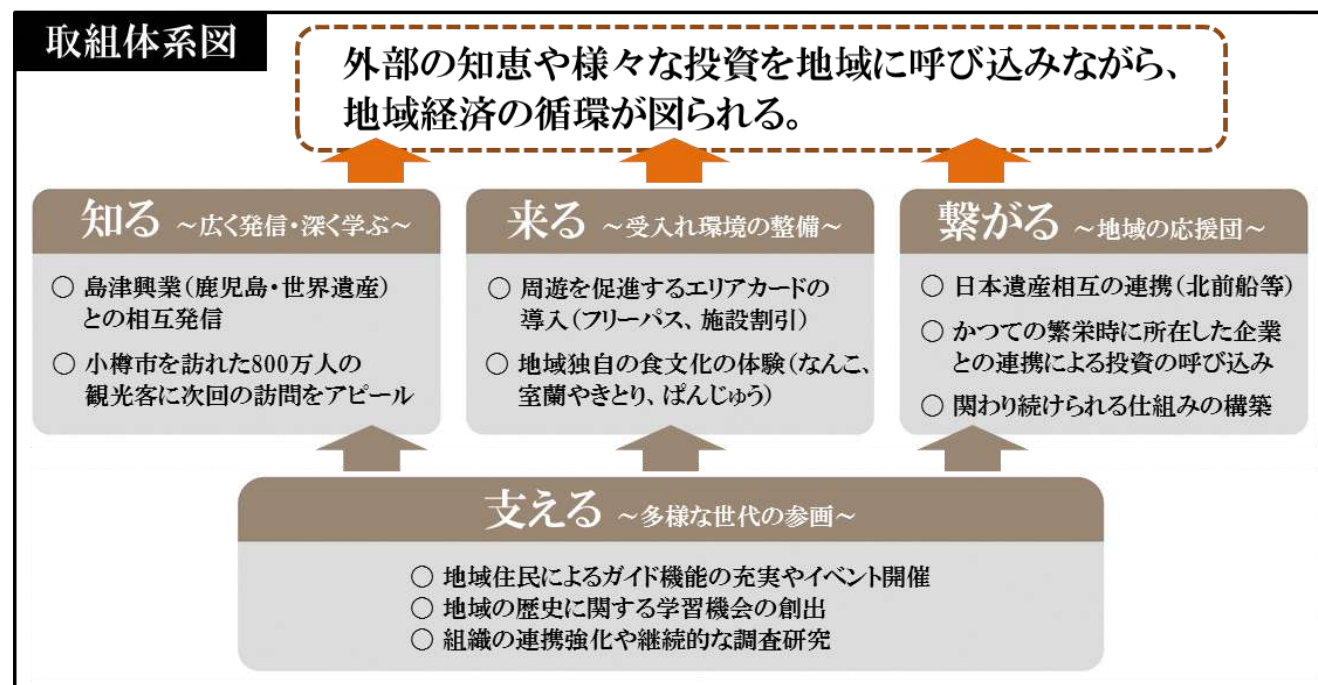 取組体系図
外部の知恵や様々な投資を地域に呼び込みながら、
地域経済の循環が図られる。
知る ～広く発信・深く学ぶ～
○ 島津興業(鹿児島・世界遺産)
との相互発信
○ 小樽市を訪れた800万人の
観光客に次回の訪問をアピール
来る ～受入れ環境の整備～
○ 周遊を促進するエリアカードの
導入(フリーパス、施設割引)
○ 地域独自の食文化の体験(なんこ、
室蘭やきとり、ぱんじゅう)
繋がる ～地域の応援団～
○ 日本遺産相互の連携(北前船等)
○ かつての繁栄時に所在した企業
との連携による投資の呼び込み
○ 関わり続けられる仕組みの構築
支える ～多様な世代の参画～
○ 地域住民によるガイド機能の充実やイベント開催
○ 地域の歴史に関する学習機会の創出
○ 組織の連携強化や継続的な調査研究